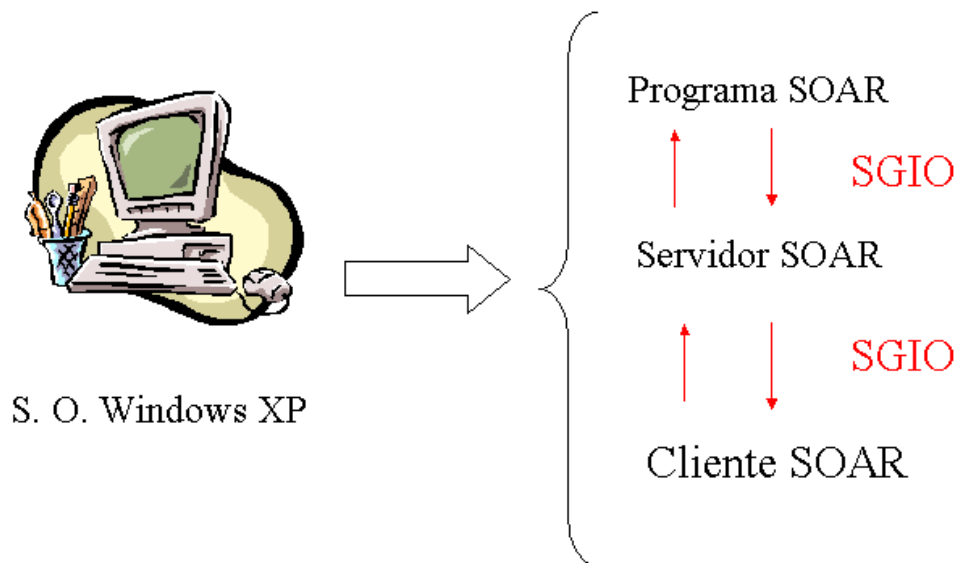 Programa SOAR
SGIO
Servidor SOAR
SGIO
S. O. Windows XP
Cliente SOAR